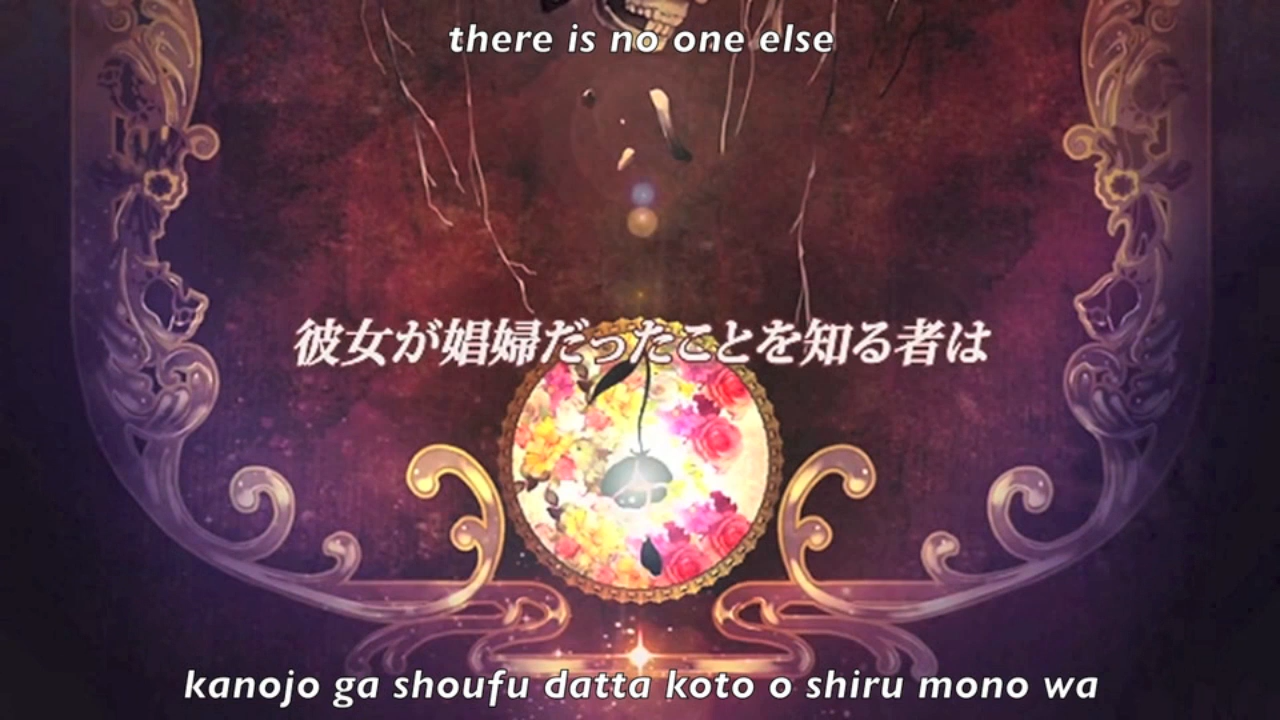 there is no one else
彼女が娼婦だったことを知る者は
kanojo ga shoufu datta koto o shiru mono wa